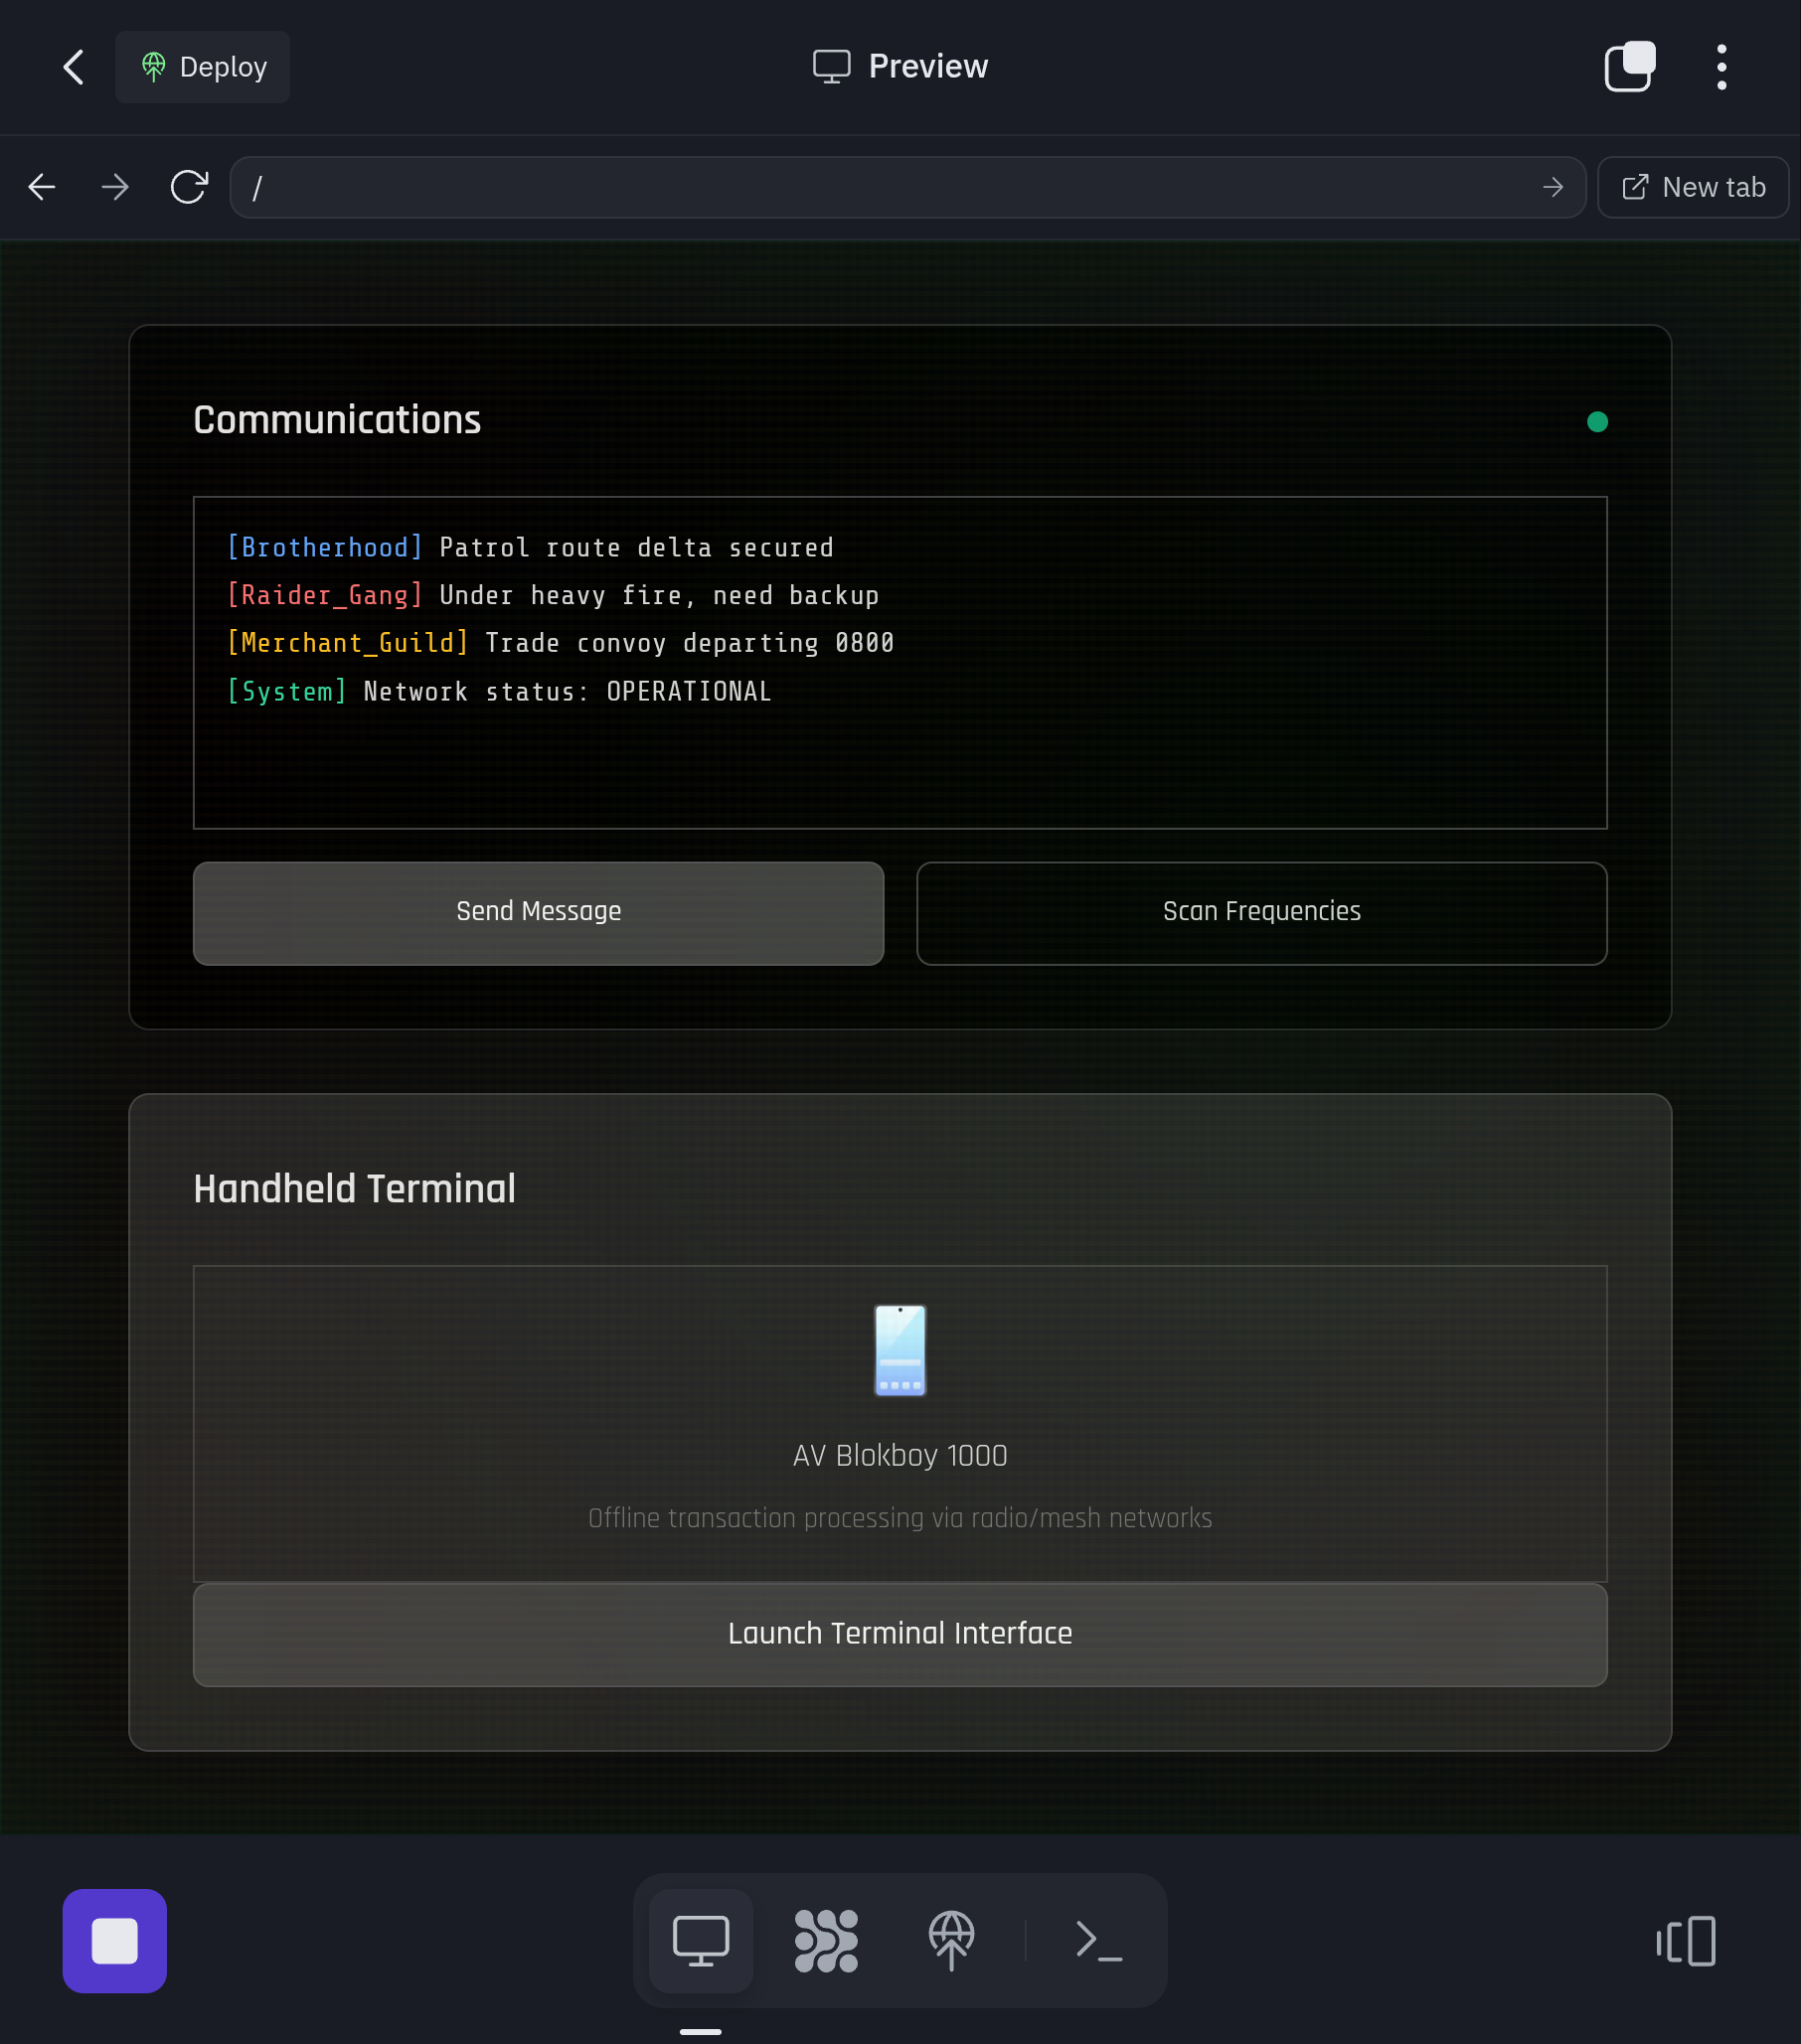 Deploy
Preview
/
New tab
Communications
[Brotherhood] Patrol route delta secured
[Raider_Gang] Under heavy fire, need backup
[Merchant_Guild] Trade convoy departing 0800
[System] Network status: OPERATIONAL
Send Message
Scan Frequencies
Handheld Terminal
AV Blokboy 1000
Offline transaction processing via radio/mesh networks
Launch Terminal Interface